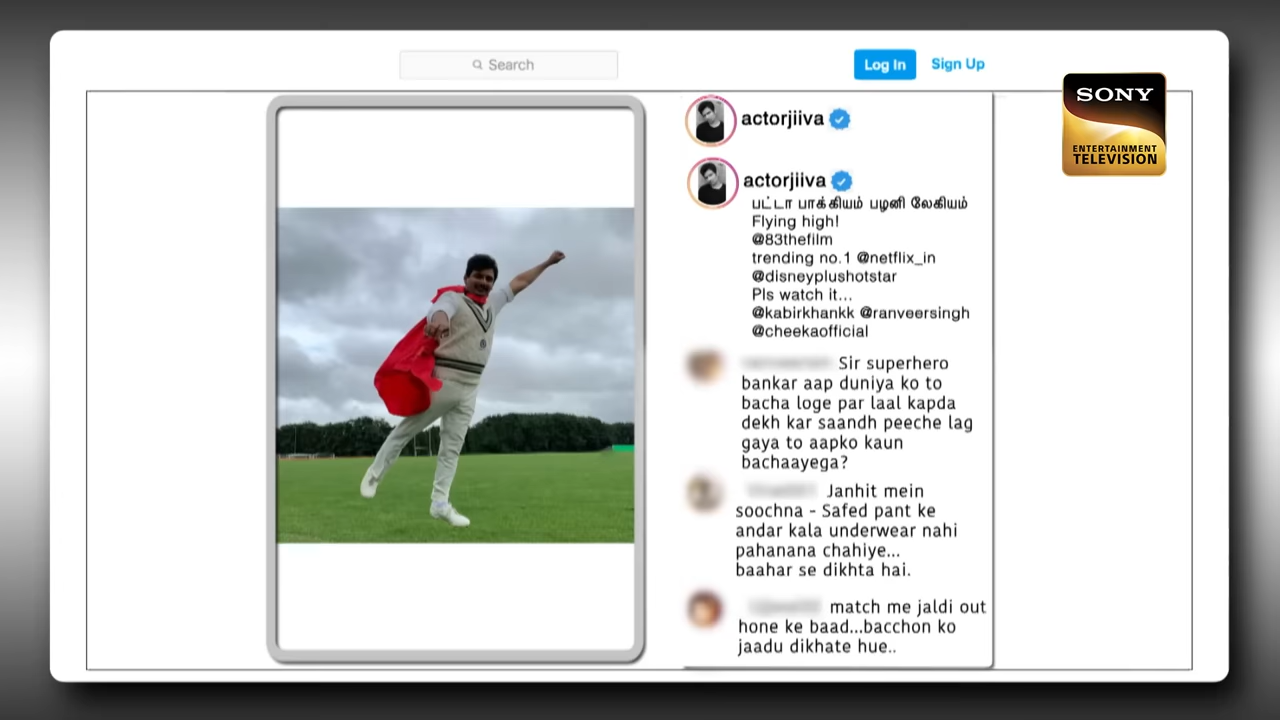 Search
Log In
Sign Up
SONY
ENTERTAINMENT
TELEVISION
actorjiiva
actorjiiva
பட்டா பாக்கியம் பழனி லேகியம்
Flying high!
@83thefilm
trending no.1 @netflix_in
@disneyplushotstar
Pls watch it...
@kabirkhankk @ranveersingh
@cheekaofficial
Sir superhero
bankar aap duniya ko to
bacha loge par laal kapda
dekh kar saandh peeche lag
gaya to aapko kaun
bachaayega?
Janhit mein
soochna - Safed pant ke
andar kala underwear nahi
pahanana chahiye...
baahar se dikhta hai.
match me jaldi out
hone ke baad...bacchon ko
jaadu dikhate hue..